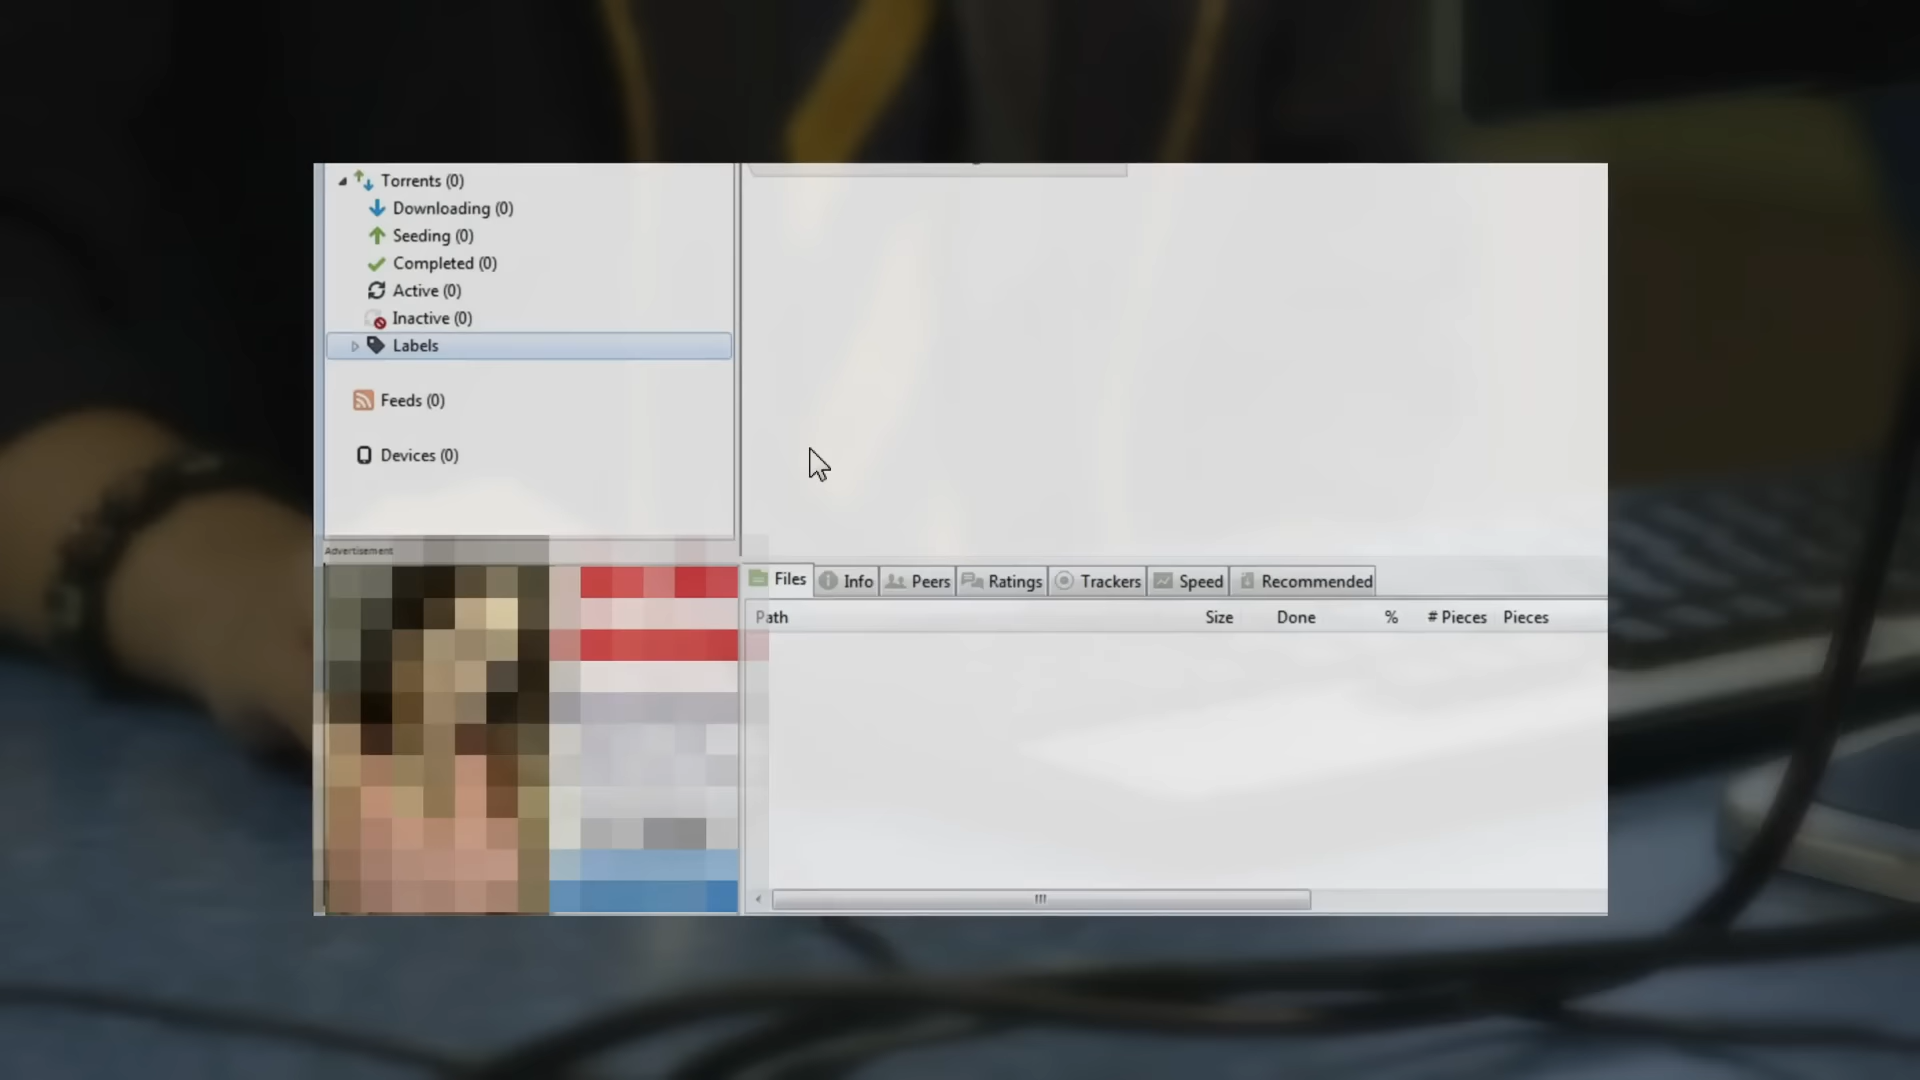 Torrents (0)
Downloading (0)
Seeding (0)
Completed (0)
Active (0)
Inactive (0)
Labels
Feeds (0)
Devices (0)
Advertisement
Files Info Peers Ratings Trackers Speed Recommended
Path Size Done % # Pieces Pieces